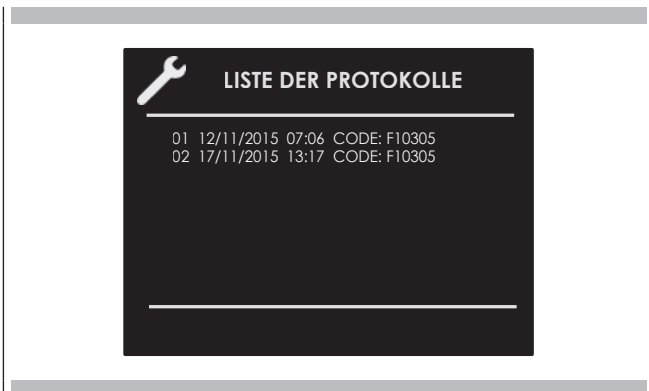 LISTE DER PROTOKOLLE
01 12/11/2015 07:06 CODE: F10305
02 17/11/2015 13:17 CODE: F10305